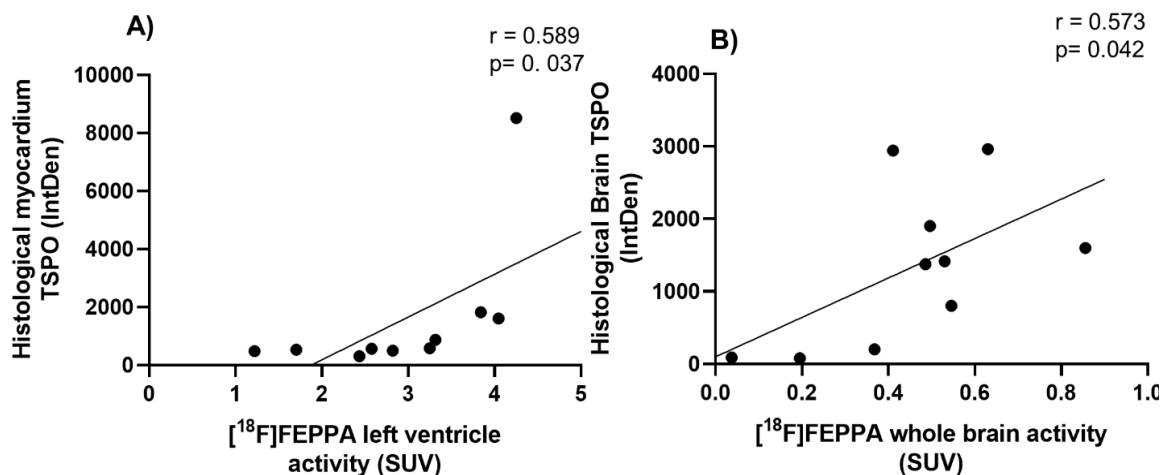 A)
r = 0.589
p= 0. 037
10000
8000
6000
4000
2000
0
Histological myocardium
TSPO (IntDen)
0 1 2 3 4 5
[18F]FEPPA left ventricle
activity (SUV)
B)
r = 0.573
p= 0.042
4000
3000
2000
1000
0
Histological Brain TSPO
(IntDen)
0.0 0.2 0.4 0.6 0.8 1.0
[18F]FEPPA whole brain activity
(SUV)